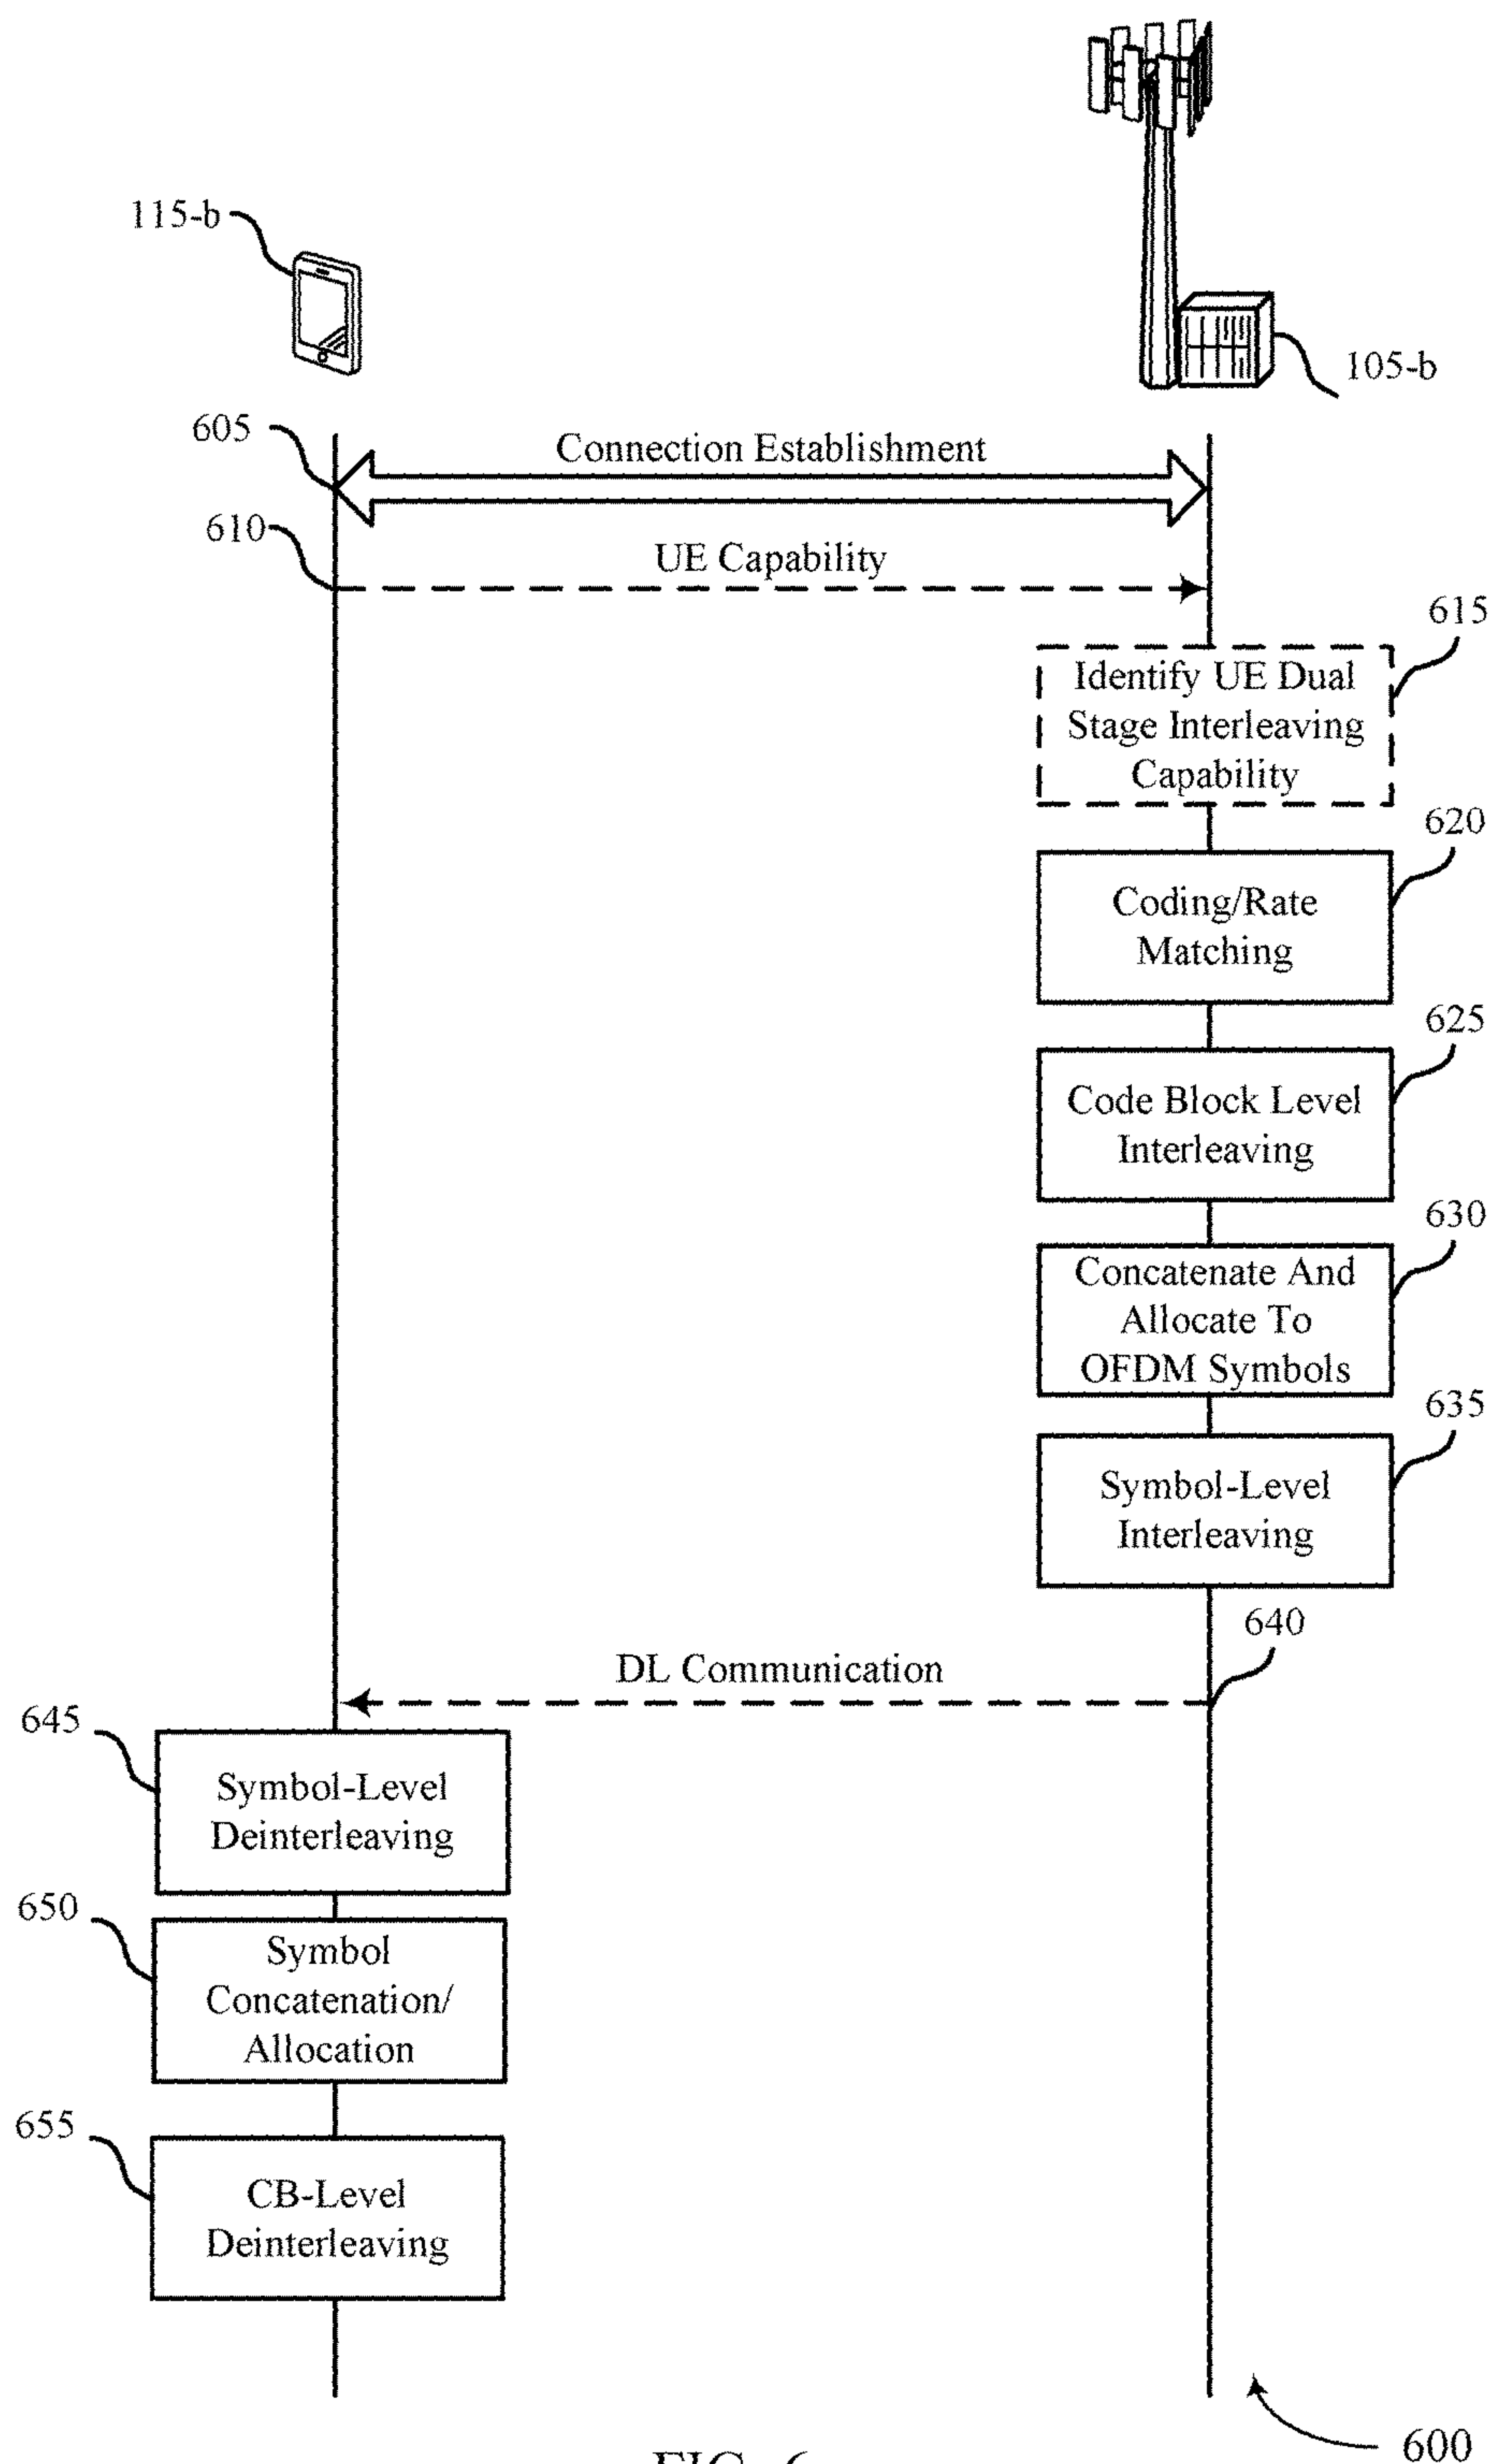 115-b
105-b
605
Connection Establishment
610
UE Capability
615
Identify UE Dual
Stage Interleaving
Capability
620
Coding/Rate
Matching
625
Code Block Level
Interleaving
630
Concatenate And
Allocate To
OFDM Symbols
635
Symbol-Level
Interleaving
640
DL Communication
645
Symbol-Level
Deinterleaving
650
Symbol
Concatenation/
Allocation
655
CB-Level
Deinterleaving
600
FIG. 6